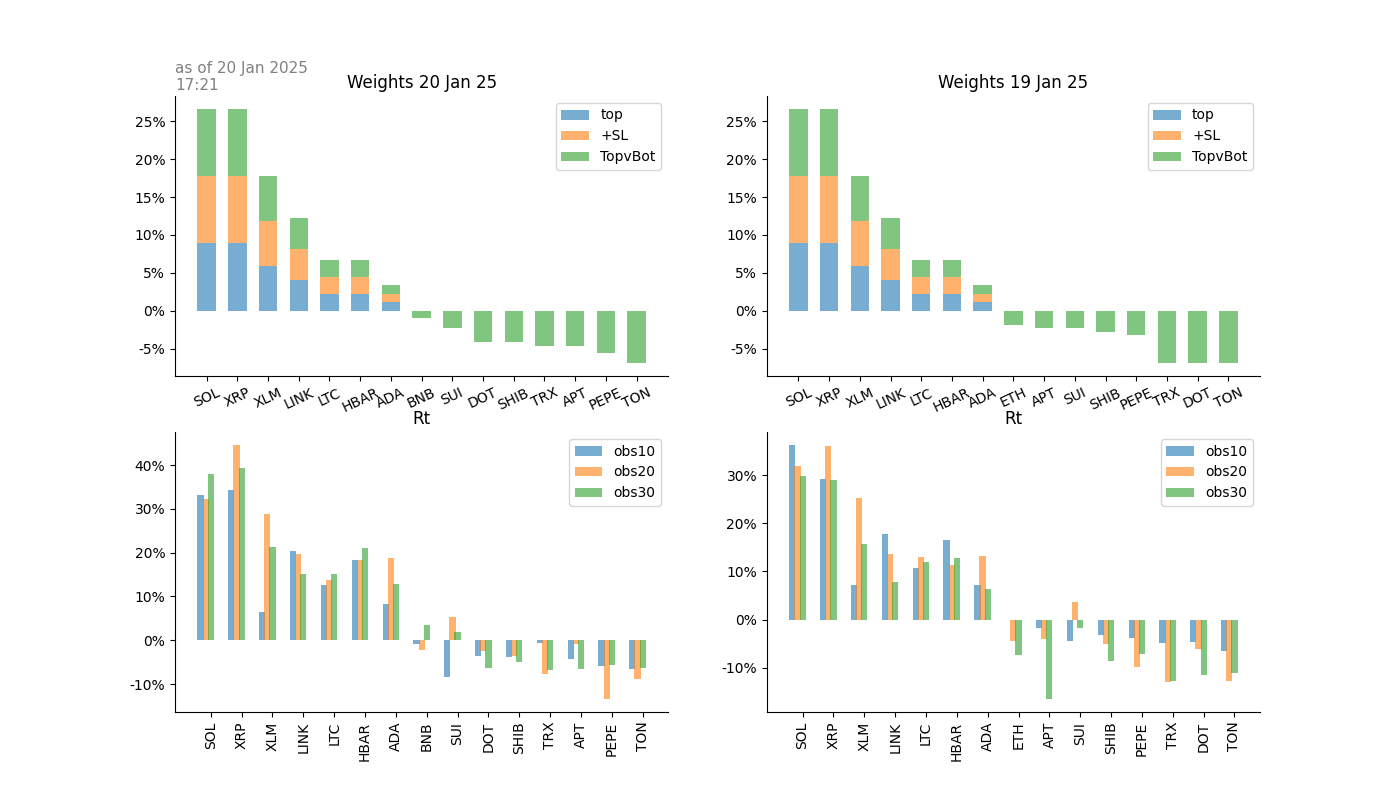 as of 20 Jan 2025
17:21
Weights 20 Jan 25
25%
20%
15%
10%
5%
0%
-5%
top
+SL
TopvBot
SOL XRP XLM LINK LTC HBAR ADA BNB SUI DOT SHIB TRX APT PEPE TON
Weights 19 Jan 25
25%
20%
15%
10%
5%
0%
-5%
top
+SL
TopvBot
SOL XRP XLM LINK LTC HBAR ADA ETH APT SUI SHIB PEPE TRX DOT TON
Rt
40%
30%
20%
10%
0%
-10%
obs10
obs20
obs30
SOL XRP XLM LINK LTC HBAR ADA BNB SUI DOT SHIB TRX APT PEPE TON
Rt
30%
20%
10%
0%
-10%
obs10
obs20
obs30
SOL XRP XLM LINK LTC HBAR ADA ETH APT SUI SHIB PEPE TRX DOT TON